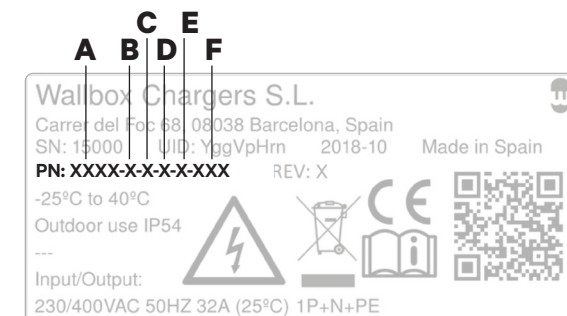 C E
A B D F
Wallbox Chargers S.L.
Carrer del Foc 68, 08038 Barcelona, Spain
SN: 15000 UID: YggVpHrn 2018-10 Made in Spain
PN: XXXX-X-X-X-X-XXX REV: X
-25ºC to 40ºC
Outdoor use IP54
---
Input/Output:
230/400VAC 50HZ 32A (25ºC) 1P+N+PE
CE
i